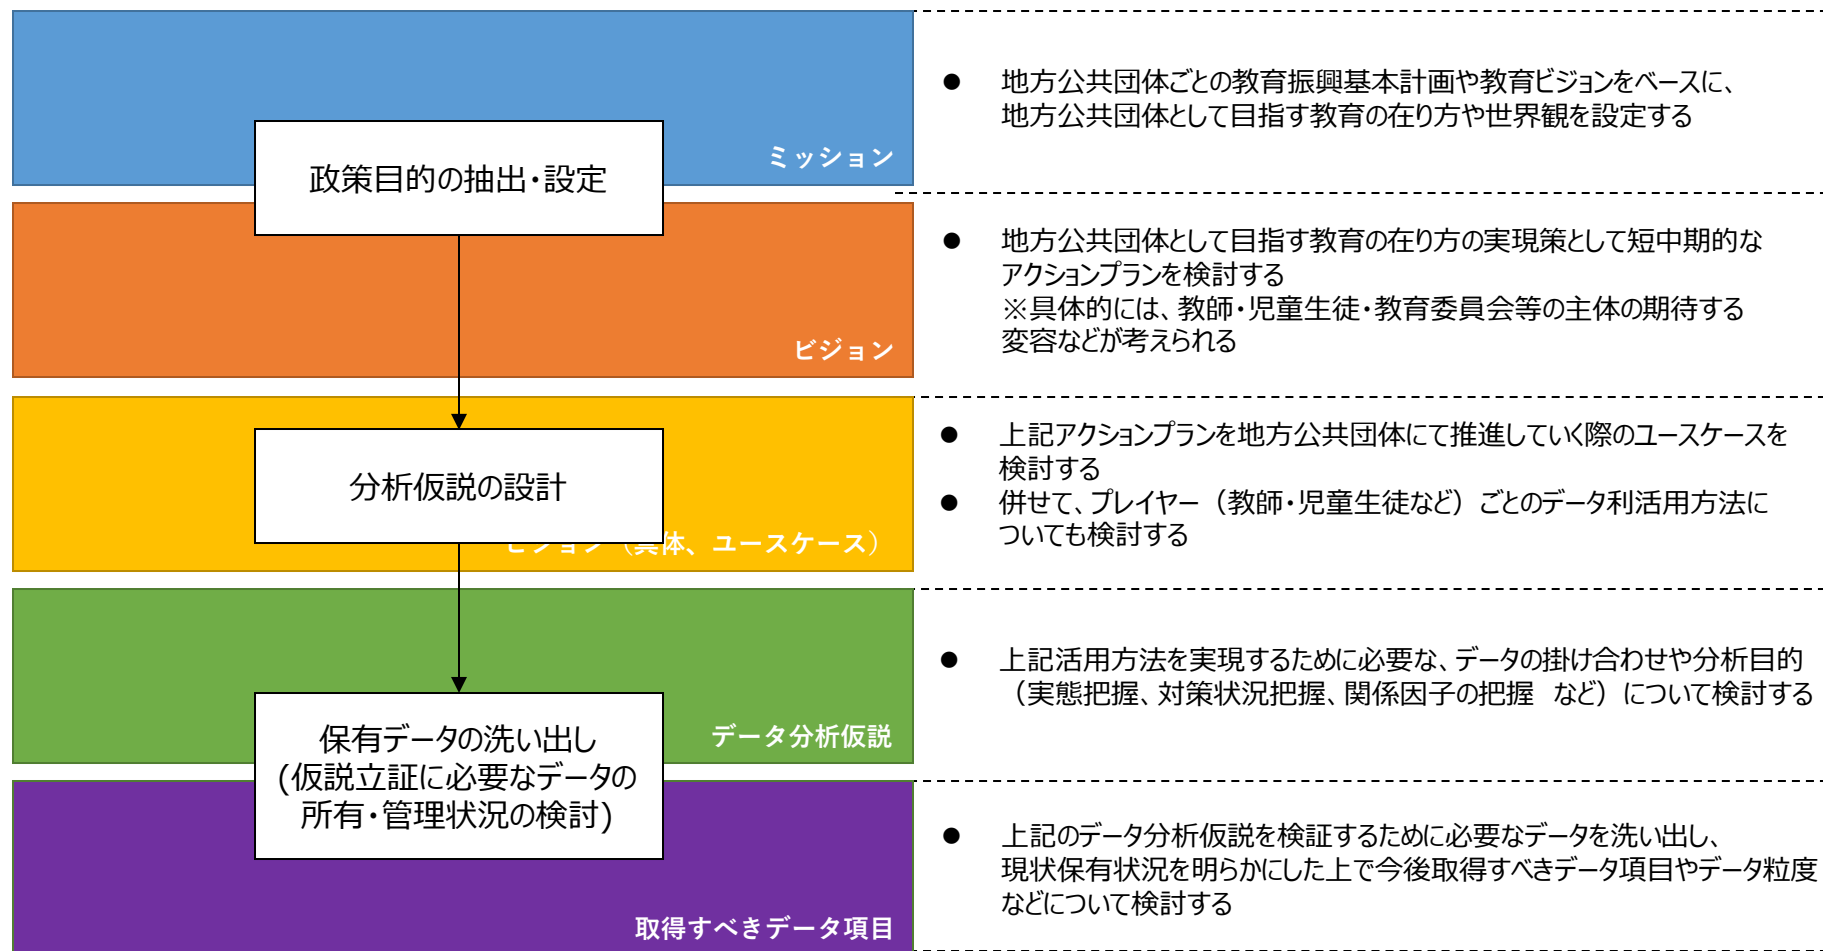 ミッション
政策目的の抽出・設定
● 地方公共団体ごとの教育振興基本計画や教育ビジョンをベースに、
地方公共団体として目指す教育の在り方や世界観を設定する
ビジョン
● 地方公共団体として目指す教育の在り方の実現策として短中期的な
アクションプランを検討する
※具体的には、教師・児童生徒・教育委員会等の主体の期待する
変容などが考えられる
分析仮説の設計
ビジョン（具体、ユースケース）
● 上記アクションプランを地方公共団体にて推進していく際のユースケースを
検討する
● 併せて、プレイヤー（教師・児童生徒など）ごとのデータ利活用方法に
ついても検討する
データ分析仮説
● 上記活用方法を実現するために必要な、データの掛け合わせや分析目的
（実態把握、対策状況把握、関係因子の把握　など）について検討する
保有データの洗い出し
(仮説立証に必要なデータの
所有・管理状況の検討)
取得すべきデータ項目
● 上記のデータ分析仮説を検証するために必要なデータを洗い出し、
現状保有状況を明らかにした上で今後取得すべきデータ項目やデータ粒度
などについて検討する